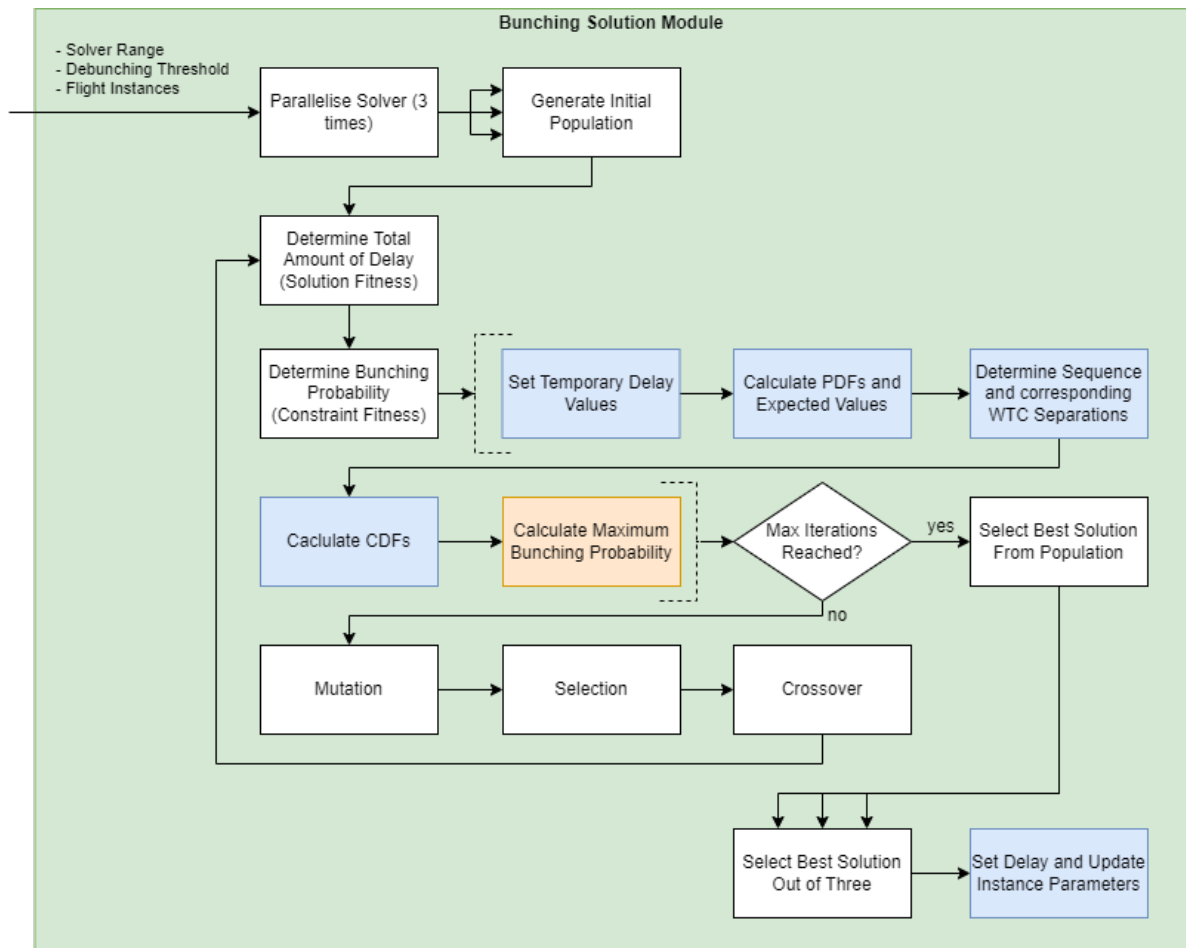 Bunching Solution Module
- Solver Range
- Debunching Threshold
- Flight Instances
Parallelise Solver (3
times)
Generate Initial
Population
Determine Total
Amount of Delay
(Solution Fitness)
Determine Bunching
Probability
(Constraint Fitness)
Set Temporary Delay
Values
Calculate PDFs and
Expected Values
Determine Sequence
and corresponding
WTC Separations
Caclulate CDFs
Calculate Maximum
Bunching Probability
Max Iterations
Reached?
yes
Select Best Solution
From Population
no
Mutation
Selection
Crossover
Select Best Solution
Out of Three
Set Delay and Update
Instance Parameters